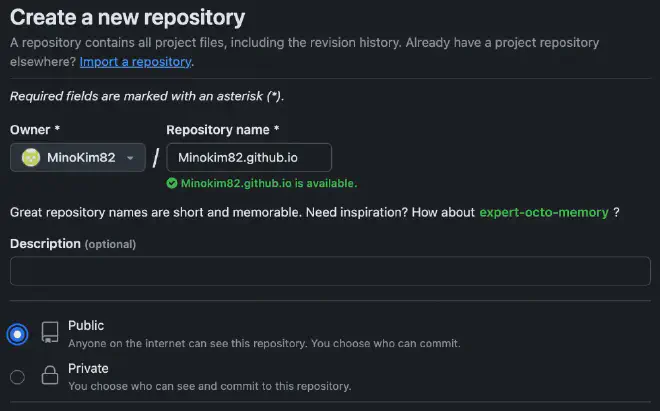 Create a new repository
A repository contains all project files, including the revision history. Already have a project repository
elsewhere? Import a repository.
Required fields are marked with an asterisk (*).
Owner * Repository name *
MinoKim82 / Minokim82.github.io
Minokim82.github.io is available.
Great repository names are short and memorable. Need inspiration? How about expert-octo-memory ?
Description (optional)
Public
Anyone on the internet can see this repository. You choose who can commit.
Private
You choose who can see and commit to this repository.